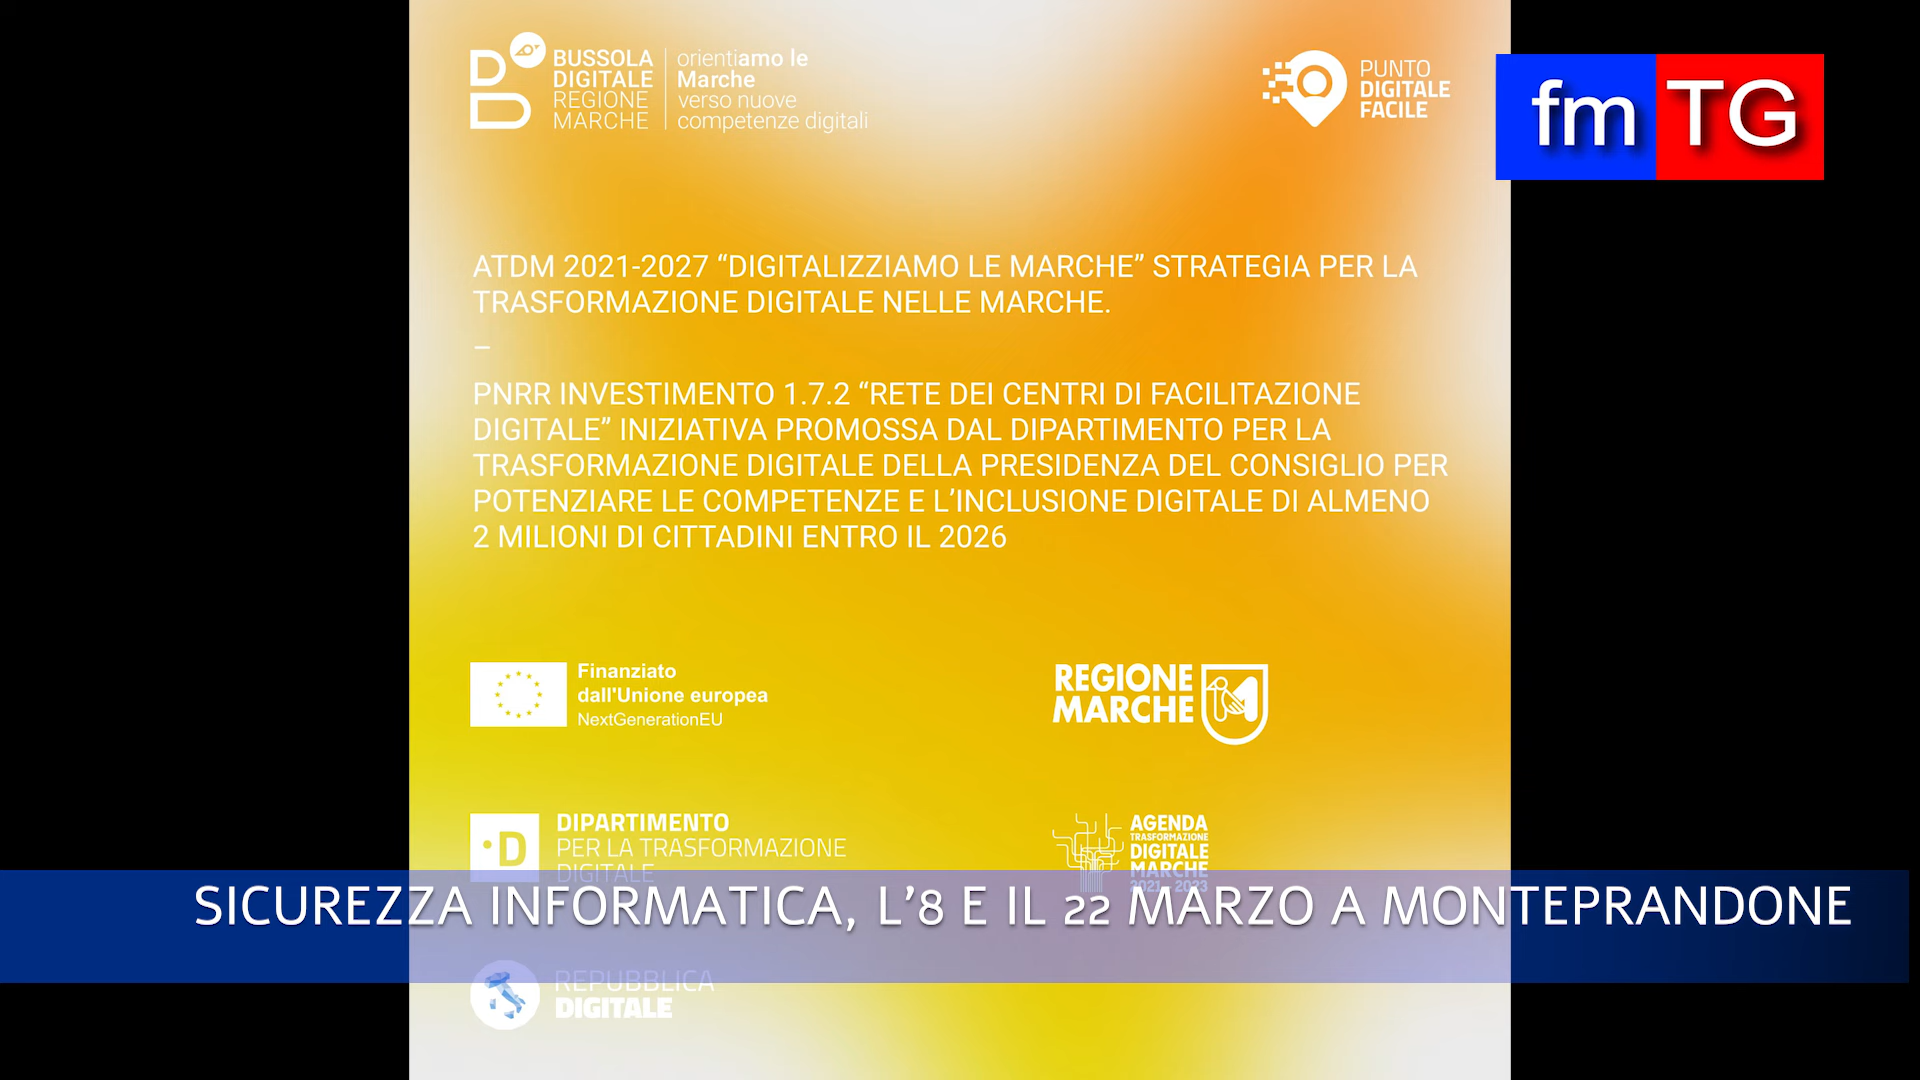 BUSSOLA
DIGITALE
REGIONE
MARCHE
orientiamo le
Marche
verso nuove
competenze digitali
PUNTO
DIGITALE
FACILE
fm TG
ATDM 2021-2027 “DIGITALIZZIAMO LE MARCHE” STRATEGIA PER LA
TRASFORMAZIONE DIGITALE NELLE MARCHE.
–
PNRR INVESTIMENTO 1.7.2 “RETE DEI CENTRI DI FACILITAZIONE
DIGITALE” INIZIATIVA PROMOSSA DAL DIPARTIMENTO PER LA
TRASFORMAZIONE DIGITALE DELLA PRESIDENZA DEL CONSIGLIO PER
POTENZIARE LE COMPETENZE E L’INCLUSIONE DIGITALE DI ALMENO
2 MILIONI DI CITTADINI ENTRO IL 2026
Finanziato
dall'Unione europea
NextGenerationEU
REGIONE
MARCHE
D
DIPARTIMENTO
PER LA TRASFORMAZIONE
DIGITALE
AGENDA
TRASFORMAZIONE
DIGITALE
MARCHE
2021 - 2023
SICUREZZA INFORMATICA, L’8 E IL 22 MARZO A MONTEPRANDONE
REPUBBLICA
DIGITALE